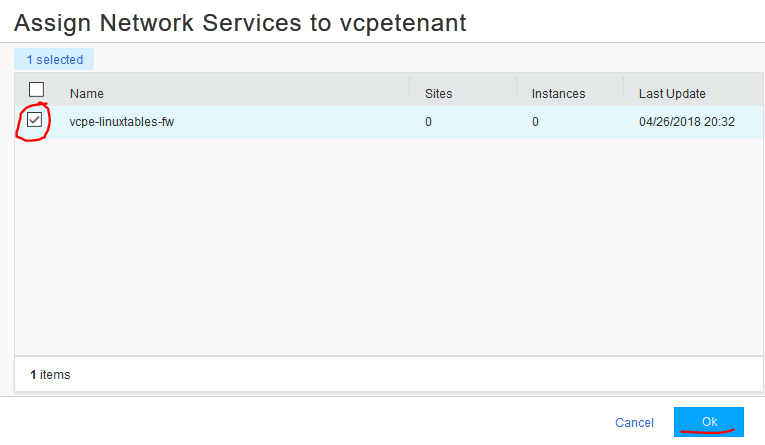 Assign Network Services to vcpetenant
1 selected
Name Sites Instances Last Update
vcpe-linuxtables-fw 0 0 04/26/2018 20:32
1 items
Cancel Ok